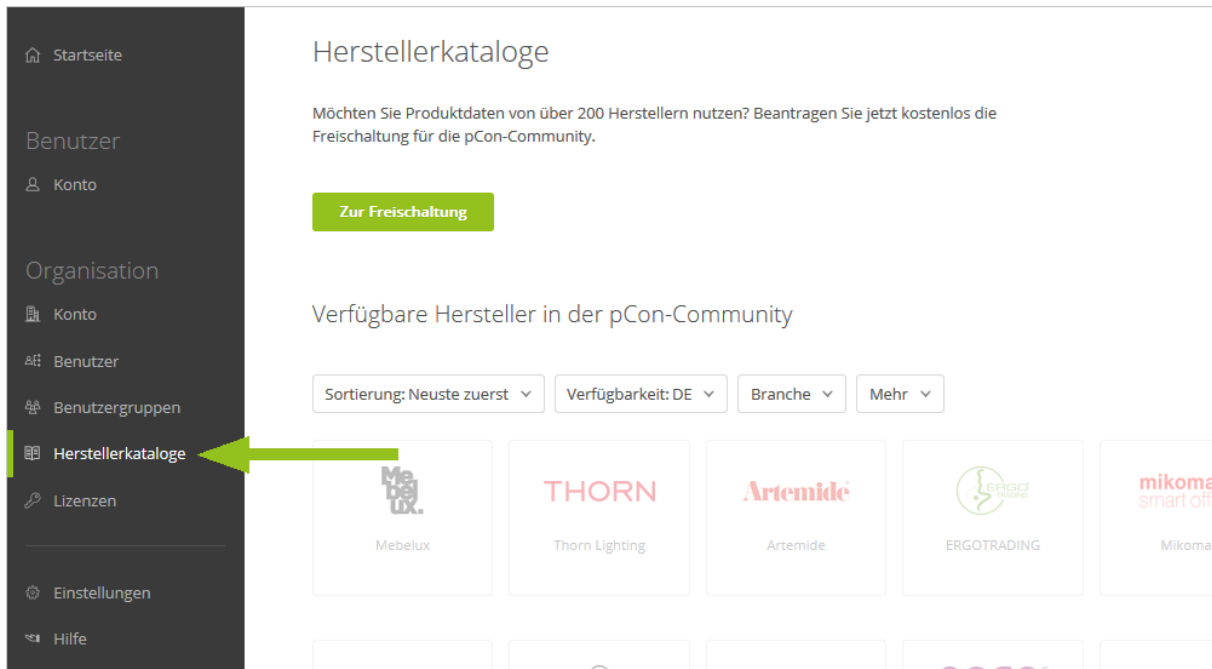 Startseite
Benutzer
Konto
Organisation
Konto
Benutzer
Benutzergruppen
Herstellerkataloge
Lizenzen
Einstellungen
Hilfe
Herstellerkataloge
Möchten Sie Produktdaten von über 200 Herstellern nutzen? Beantragen Sie jetzt kostenlos die
Freischaltung für die pCon-Community.
Zur Freischaltung
Verfügbare Hersteller in der pCon-Community
Sortierung: Neuste zuerst
Verfügbarkeit: DE
Branche
Mehr
Me
bel
ux.
Mebelux
THORN
Thorn Lighting
Artemide
Artemide
ERGO
TRADING
ERGOTRADING
mikoma
smart off
Mikoma